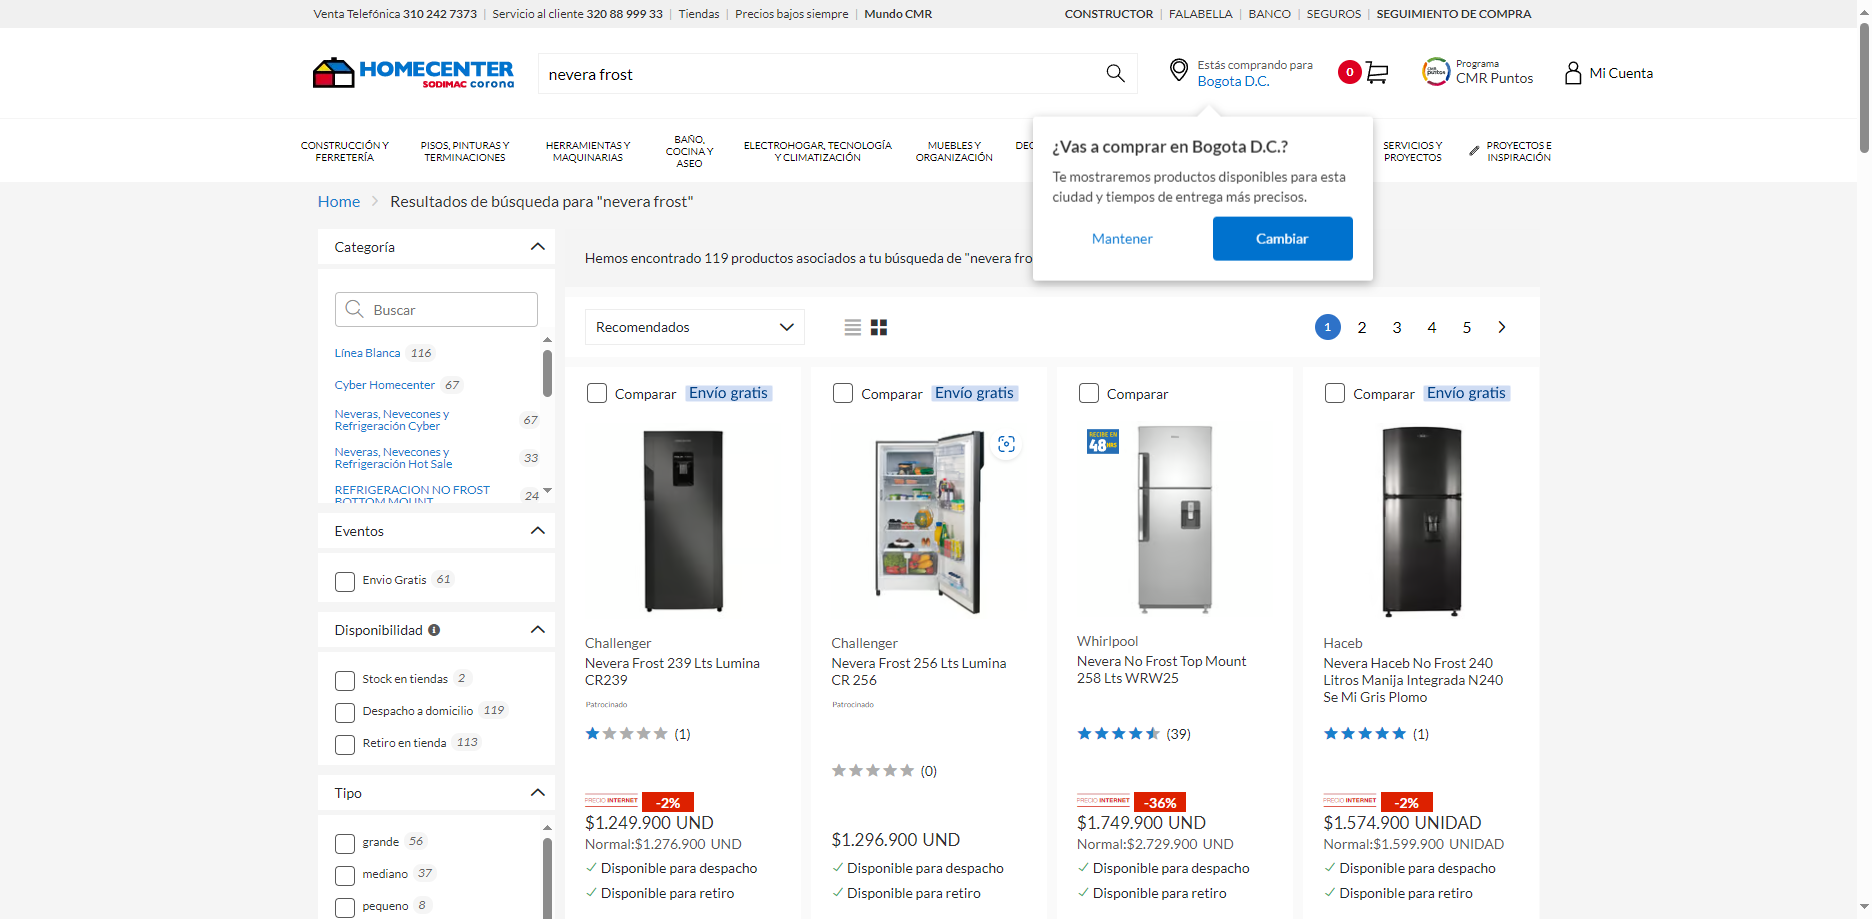 Venta Telefónica 310 242 7373 | Servicio al cliente 320 88 999 33 | Tiendas | Precios bajos siempre | Mundo CMR
CONSTRUCTOR | FALABELLA | BANCO | SEGUROS | SEGUIMIENTO DE COMPRA
HOMECENTER
SODIMAC corona
nevera frost
Estás comprando para
Bogota D.C.
0
CMR puntos
Programa
CMR Puntos
Mi Cuenta
CONSTRUCCIÓN Y
FERRETERÍA
PISOS, PINTURAS Y
TERMINACIONES
HERRAMIENTAS Y
MAQUINARIAS
BAÑO,
COCINA Y
ASEO
ELECTROHOGAR, TECNOLOGÍA
Y CLIMATIZACIÓN
MUEBLES Y
ORGANIZACIÓN
DEC
SERVICIOS Y
PROYECTOS
PROYECTOS E
INSPIRACIÓN
¿Vas a comprar en Bogota D.C.?
Te mostraremos productos disponibles para esta
ciudad y tiempos de entrega más precisos.
Mantener
Cambiar
Home
Resultados de búsqueda para "nevera frost"
Categoría
Buscar
Línea Blanca 116
Cyber Homecenter 67
Neveras, Nevecones y
Refrigeración Cyber 67
Neveras, Nevecones y
Refrigeración Hot Sale 33
REFRIGERACION NO FROST
BOTTOM MOUNT 24
Eventos
Envio Gratis 61
Disponibilidad
Stock en tiendas 2
Despacho a domicilio 119
Retiro en tienda 113
Tipo
grande 56
mediano 37
pequeno 8
Hemos encontrado 119 productos asociados a tu búsqueda de "nevera fro
Recomendados
1 2 3 4 5
Comparar Envío gratis
Challenger
Nevera Frost 239 Lts Lumina
CR239
Patrocinado
(1)
PRECIO INTERNET -2%
$1.249.900 UND
Normal:$1.276.900 UND
Disponible para despacho
Disponible para retiro
Comparar Envío gratis
Challenger
Nevera Frost 256 Lts Lumina
CR 256
Patrocinado
(0)
$1.296.900 UND
Disponible para despacho
Disponible para retiro
Comparar
RECIBE EN
48HRS
Whirlpool
Nevera No Frost Top Mount
258 Lts WRW25
(39)
PRECIO INTERNET -36%
$1.749.900 UND
Normal:$2.729.900 UND
Disponible para despacho
Disponible para retiro
Comparar Envío gratis
Haceb
Nevera Haceb No Frost 240
Litros Manija Integrada N240
Se Mi Gris Plomo
(1)
PRECIO INTERNET -2%
$1.574.900 UNIDAD
Normal:$1.599.900 UNIDAD
Disponible para despacho
Disponible para retiro